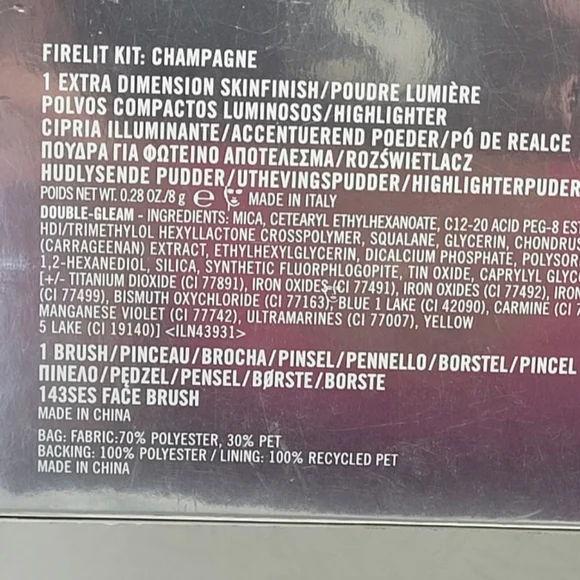 FIRELIT KIT: CHAMPAGNE
1 EXTRA DIMENSION SKINFINISH/POUDRE LUMIÈRE
POLVOS COMPACTOS LUMINOSOS/HIGHLIGHTER
CIPRIA ILLUMINANTE/ACCENTUEREND POEDER/PÓ DE REALCE
ΠΟΥΔΡΑ ΓΙΑ ΦΩΤΕΙΝΟ ΑΠΟΤΕΛΕΣΜΑ/ROZŚWIETLACZ
HUDLYSENDE PUDDER/UTHEVINGSPUDDER/HIGHLIGHTERPUDER
POIDS NET WT. 0.28 OZ./8 g ℮ MADE IN ITALY
DOUBLE-GLEAM - INGREDIENTS: MICA, CETEARYL ETHYLHEXANOATE, C12-20 ACID PEG-8 EST
HDI/TRIMETHYLOL HEXYLLACTONE CROSSPOLYMER, SQUALANE, GLYCERIN, CHONDRUS
(CARRAGEENAN) EXTRACT, ETHYLHEXYLGLYCERIN, DICALCIUM PHOSPHATE, POLYSOR
1,2-HEXANEDIOL, SILICA, SYNTHETIC FLUORPHLOGOPITE, TIN OXIDE, CAPRYLYL GLYC
[+/- TITANIUM DIOXIDE (CI 77891), IRON OXIDES (CI 77491), IRON OXIDES (CI 77492), IRON
(CI 77499), BISMUTH OXYCHLORIDE (CI 77163), BLUE 1 LAKE (CI 42090), CARMINE (CI 7
MANGANESE VIOLET (CI 77742), ULTRAMARINES (CI 77007), YELLOW
5 LAKE (CI 19140)] <ILN43931>
1 BRUSH/PINCEAU/BROCHA/PINSEL/PENNELLO/BORSTEL/PINCEL
ΠΙΝΕΛΟ/PĘDZEL/PENSEL/BØRSTE/BORSTE
143SES FACE BRUSH
MADE IN CHINA
BAG: FABRIC:70% POLYESTER, 30% PET
BACKING: 100% POLYESTER / LINING: 100% RECYCLED PET
MADE IN CHINA